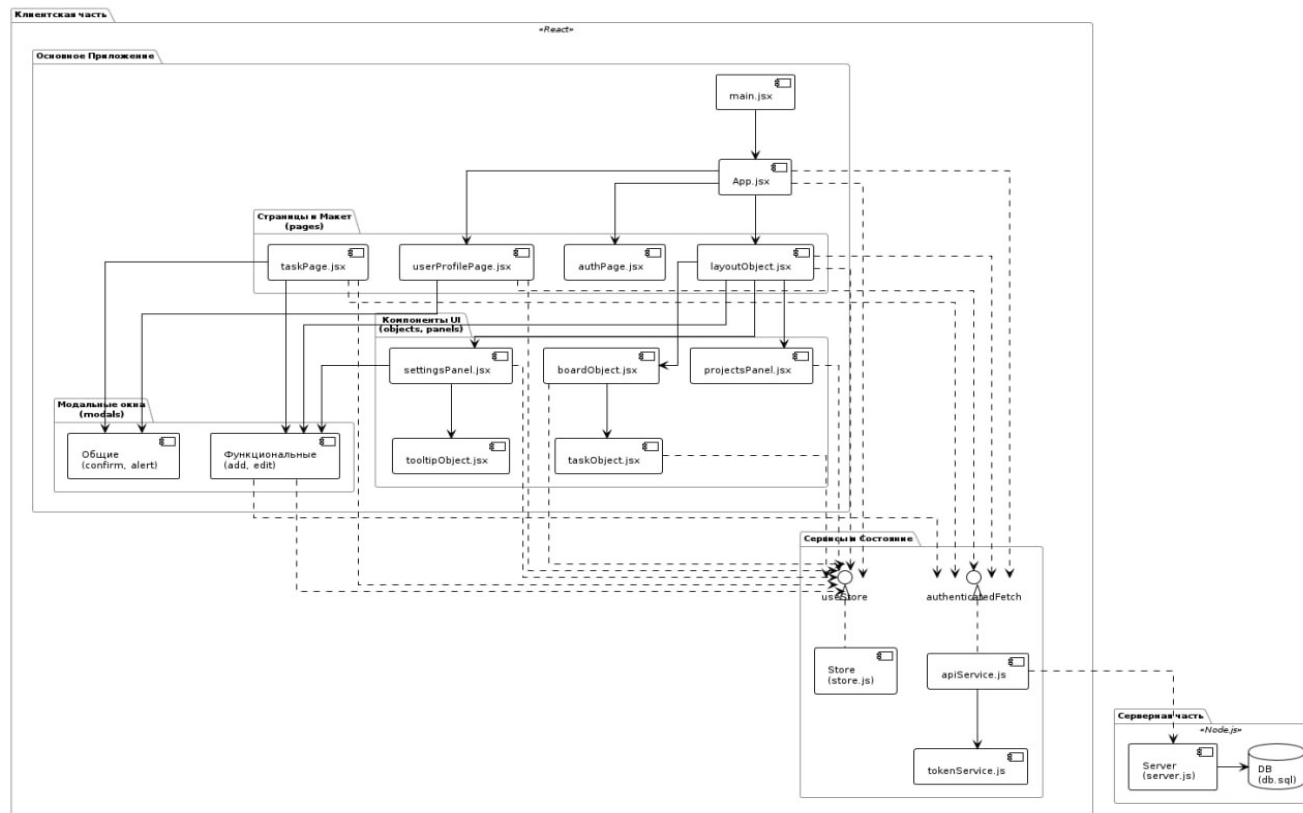 Клиентская часть
«React»
Основное Приложение
main.jsx
App.jsx
Страницы и Макет
(pages)
taskPage.jsx
userProfilePage.jsx
authPage.jsx
layoutObject.jsx
Компоненты UI
(objects, panels)
settingsPanel.jsx
boardObject.jsx
projectsPanel.jsx
Модальные окна
(modals)
Общие
(confirm, alert)
Функциональные
(add, edit)
tooltipObject.jsx
taskObject.jsx
Сервисы и Состояние
useStore
authenticatedFetch
Store
(store.js)
apiService.js
tokenService.js
Серверная часть
«Node.js»
Server
(server.js)
DB
(db.sql)